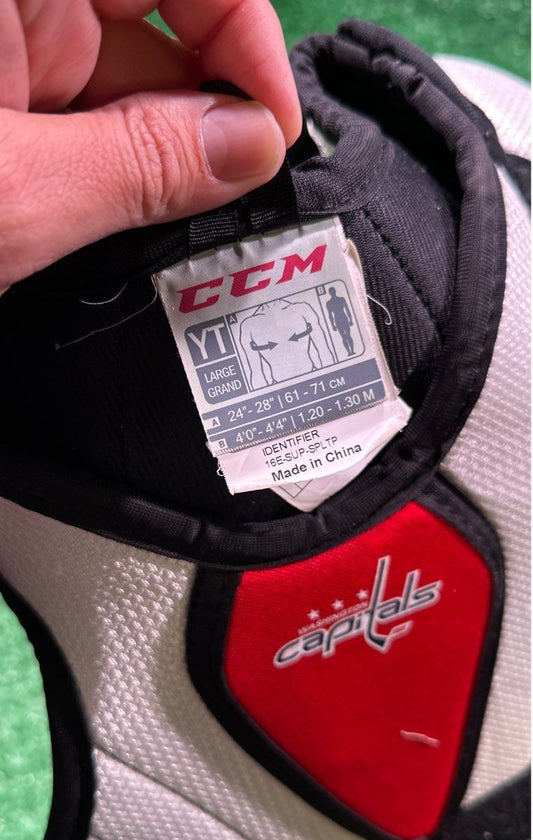 CCM
YT
A
B
LARGE
GRAND
A 24"- 28" | 61 - 71 CM
B 4'0"- 4'4" | 1.20 - 1.30 M
IDENTIFIER
16E-SUP-SPLTP
Made in China
WASHINGTON
capitals